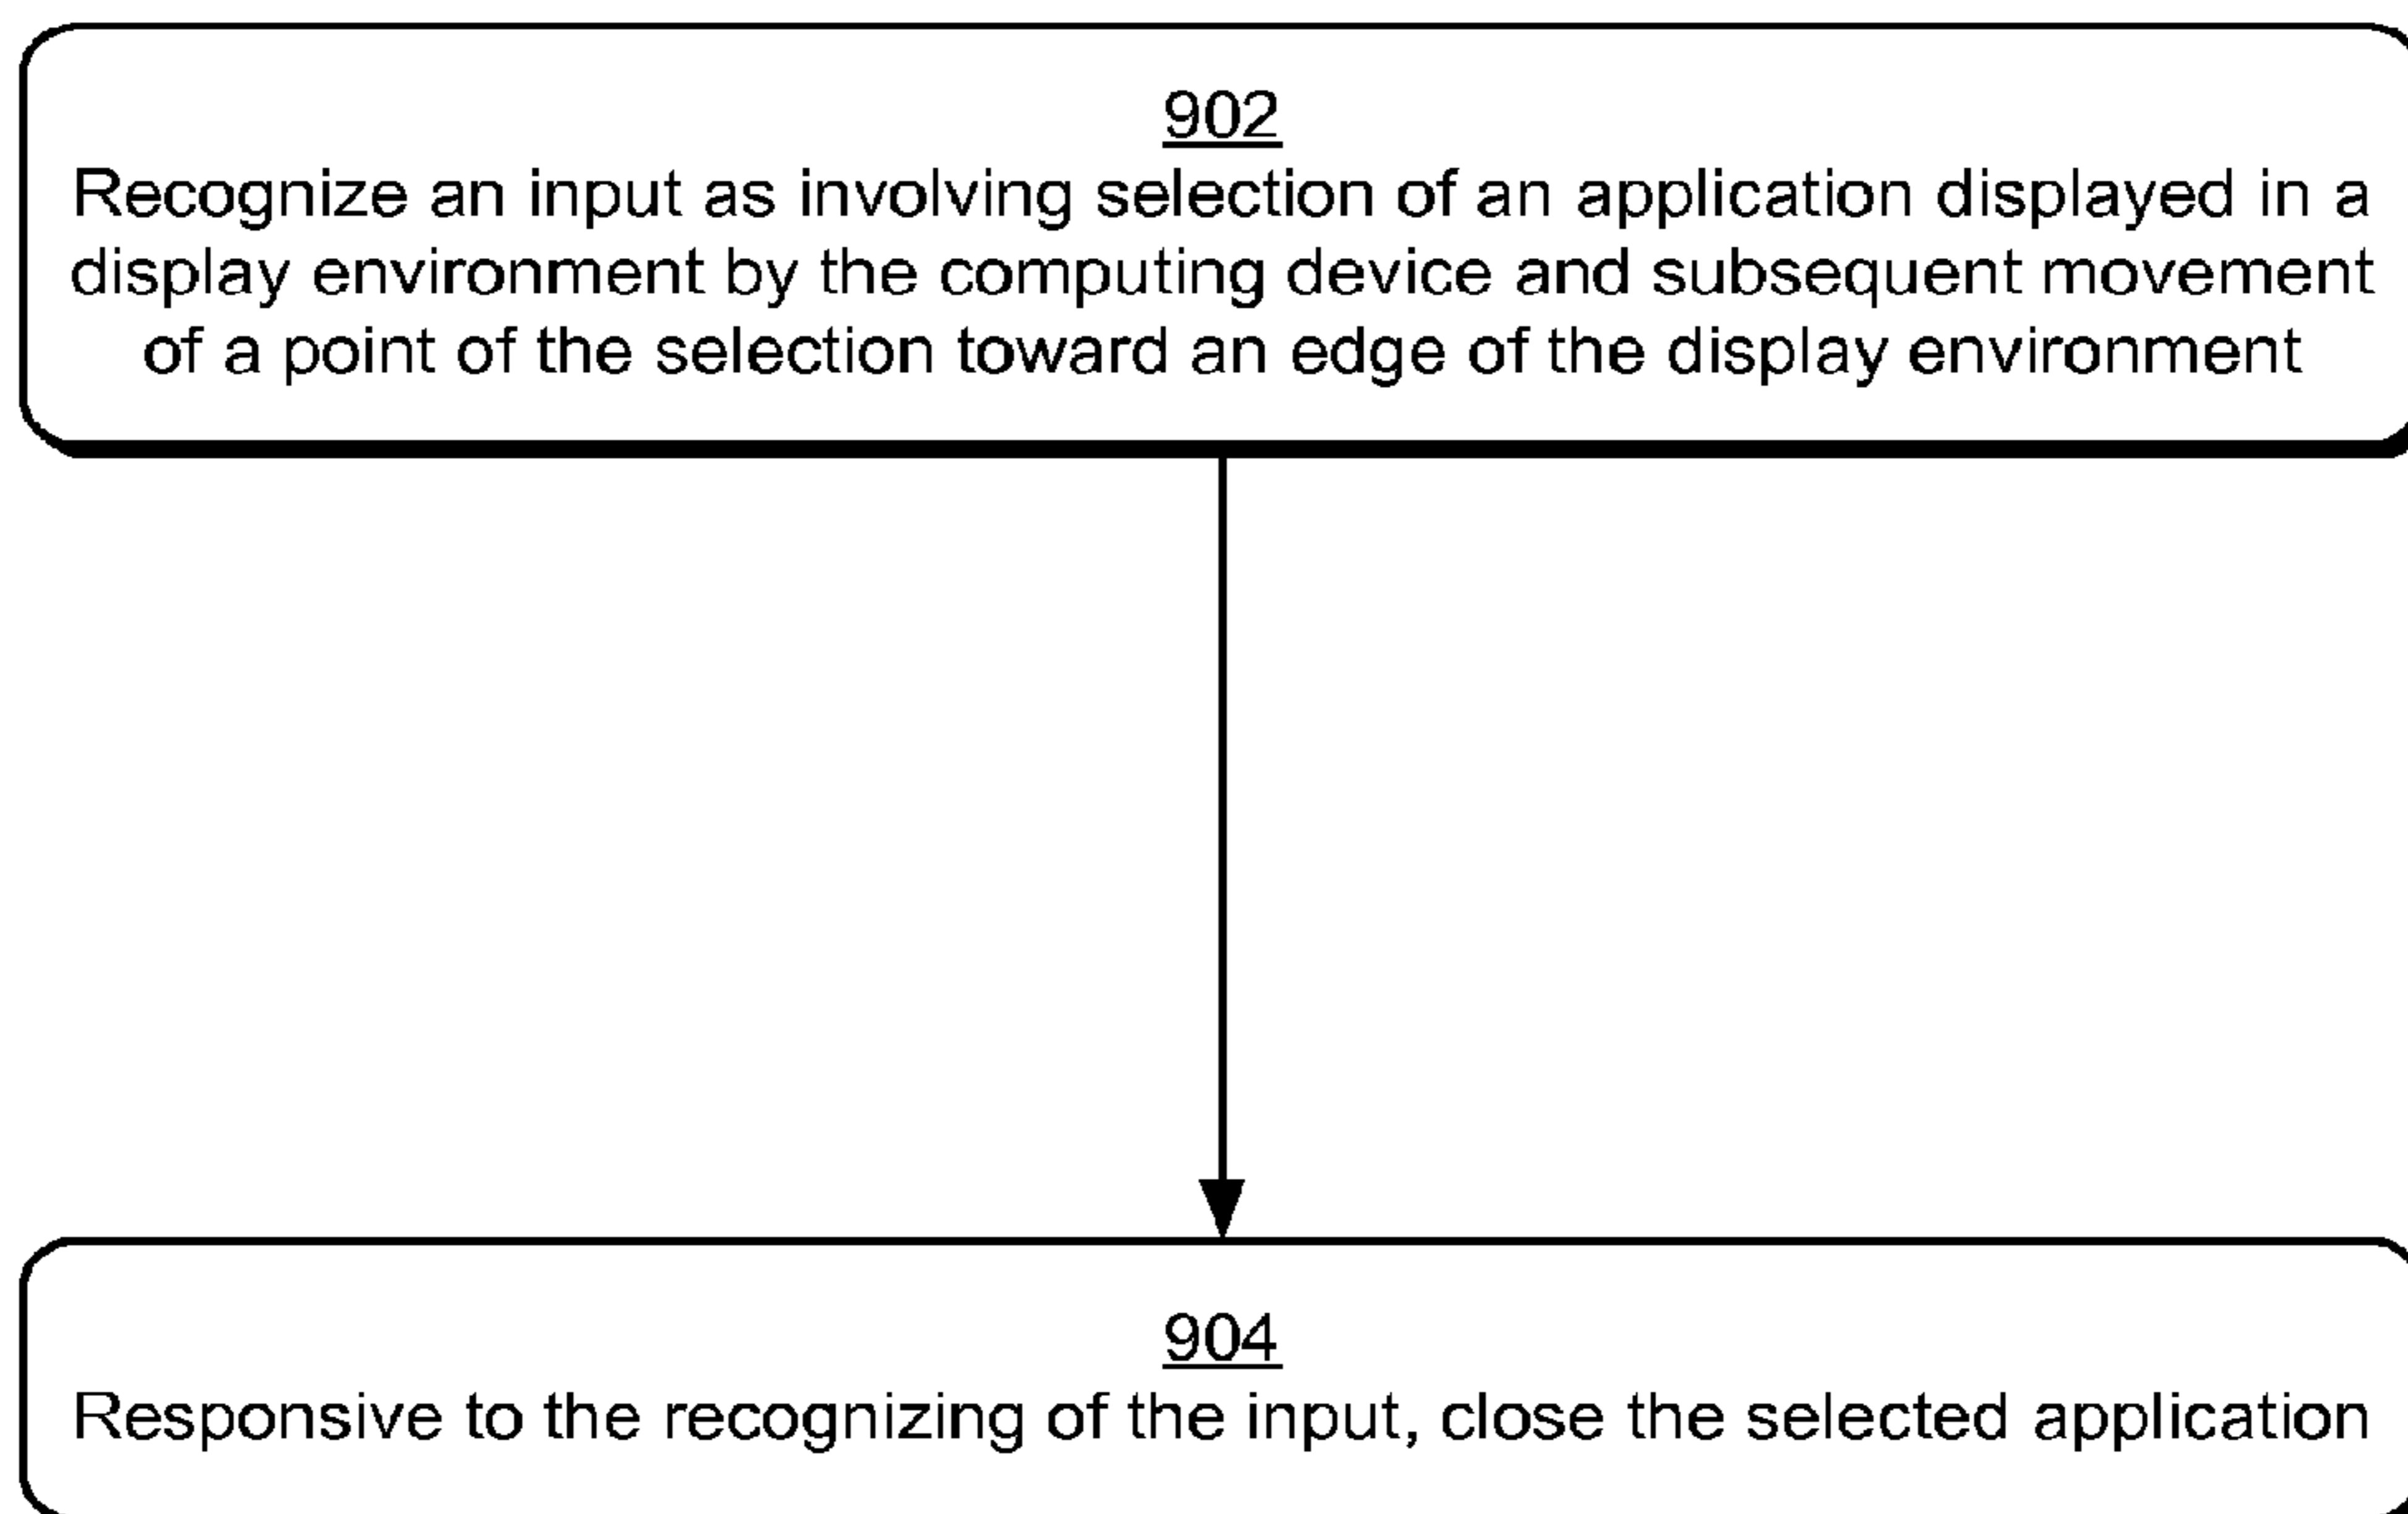 902
Recognize an input as involving selection of an application displayed in a
display environment by the computing device and subsequent movement
of a point of the selection toward an edge of the display environment
904
Responsive to the recognizing of the input, close the selected application